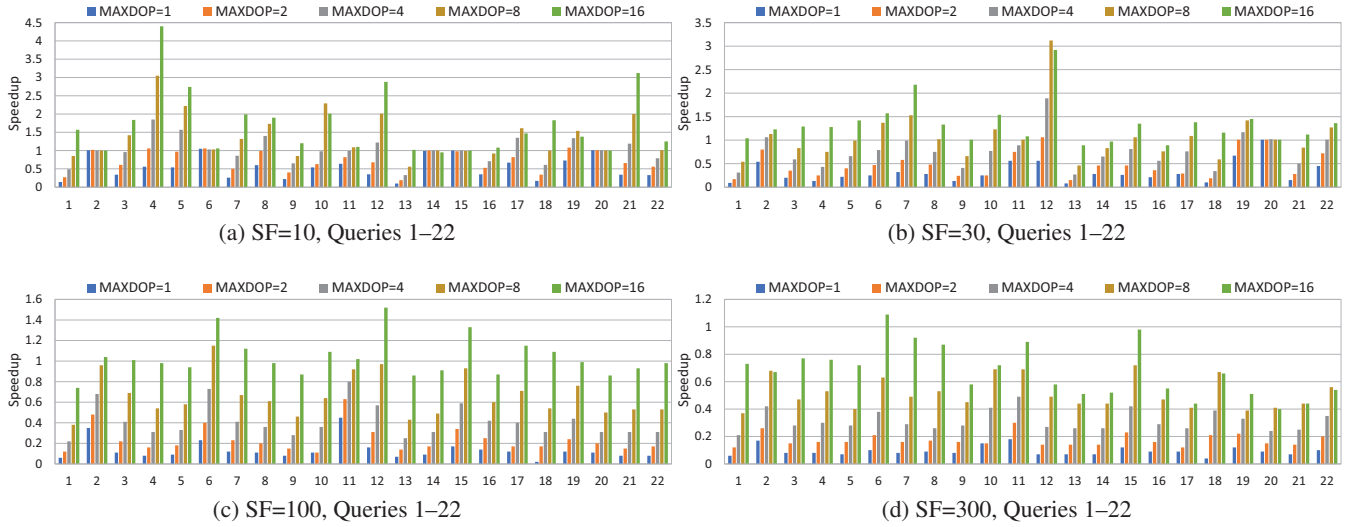 MAXDOP=1 MAXDOP=2 MAXDOP=4 MAXDOP=8 MAXDOP=16
4.5
4
3.5
3
2.5
2
1.5
1
0.5
0
Speedup
1 2 3 4 5 6 7 8 9 10 11 12 13 14 15 16 17 18 19 20 21 22
(a) SF=10, Queries 1–22
MAXDOP=1 MAXDOP=2 MAXDOP=4 MAXDOP=8 MAXDOP=16
3.5
3
2.5
2
1.5
1
0.5
0
Speedup
1 2 3 4 5 6 7 8 9 10 11 12 13 14 15 16 17 18 19 20 21 22
(b) SF=30, Queries 1–22
MAXDOP=1 MAXDOP=2 MAXDOP=4 MAXDOP=8 MAXDOP=16
1.6
1.4
1.2
1
0.8
0.6
0.4
0.2
0
Speedup
1 2 3 4 5 6 7 8 9 10 11 12 13 14 15 16 17 18 19 20 21 22
(c) SF=100, Queries 1–22
MAXDOP=1 MAXDOP=2 MAXDOP=4 MAXDOP=8 MAXDOP=16
1.2
1
0.8
0.6
0.4
0.2
0
Speedup
1 2 3 4 5 6 7 8 9 10 11 12 13 14 15 16 17 18 19 20 21 22
(d) SF=300, Queries 1–22